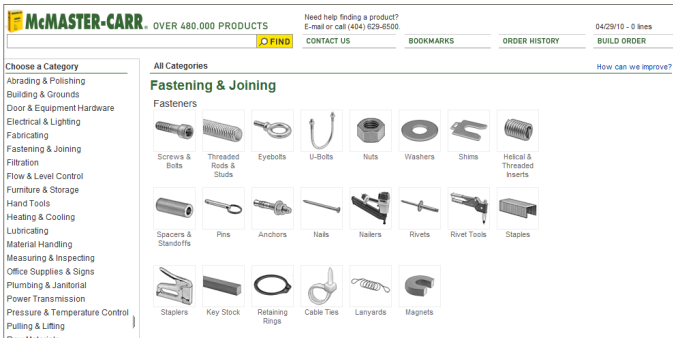 McMASTER-CARR. OVER 480,000 PRODUCTS
Need help finding a product?
E-mail or call (404) 629-6500.
04/29/10 - 0 lines
FIND
CONTACT US
BOOKMARKS
ORDER HISTORY
BUILD ORDER
Choose a Category
Abrading & Polishing
Building & Grounds
Door & Equipment Hardware
Electrical & Lighting
Fabricating
Fastening & Joining
Filtration
Flow & Level Control
Furniture & Storage
Hand Tools
Heating & Cooling
Lubricating
Material Handling
Measuring & Inspecting
Office Supplies & Signs
Plumbing & Janitorial
Power Transmission
Pressure & Temperature Control
Pulling & Lifting
All Categories
How can we improve?
Fastening & Joining
Fasteners
Screws &
Bolts
Threaded
Rods &
Studs
Eyebolts
U-Bolts
Nuts
Washers
Shims
Helical &
Threaded
Inserts
Spacers &
Standoffs
Pins
Anchors
Nails
Nailers
Rivets
Rivet Tools
Staples
Staplers
Key Stock
Retaining
Rings
Cable Ties
Lanyards
Magnets